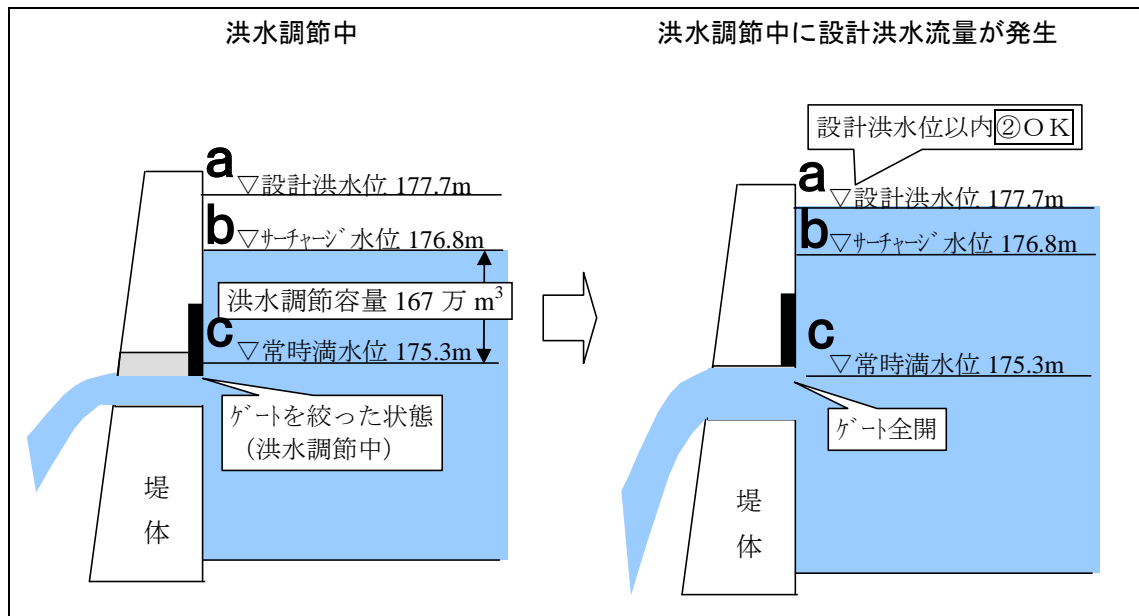 洪水調節中
a
▽設計洪水位 177.7m
b
▽ｻｰﾁｬｰｼﾞ水位 176.8m
洪水調節容量 167 万 m³
c
▽常時満水位 175.3m
ｹﾞｰﾄを絞った状態
（洪水調節中）
堤
体
洪水調節中に設計洪水流量が発生
設計洪水位以内②ＯＫ
a
▽設計洪水位 177.7m
b
▽ｻｰﾁｬｰｼﾞ水位 176.8m
c
▽常時満水位 175.3m
ｹﾞｰﾄ全開
堤
体